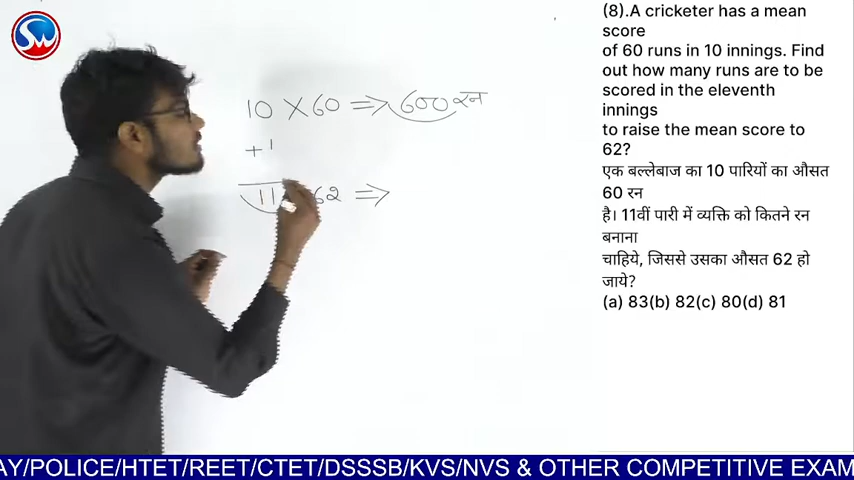 SW
10 X 60 => 600 रन
+1
11 62 =>
(8).A cricketer has a mean
score
of 60 runs in 10 innings. Find
out how many runs are to be
scored in the eleventh
innings
to raise the mean score to
62?
एक बल्लेबाज का 10 पारियों का औसत
60 रन
है। 11वीं पारी में व्यक्ति को कितने रन
बनाना
चाहिये, जिससे उसका औसत 62 हो
जाये?
(a) 83(b) 82(c) 80(d) 81
AY/POLICE/HTET/REET/CTET/DSSSB/KVS/NVS & OTHER COMPETITIVE EXAM